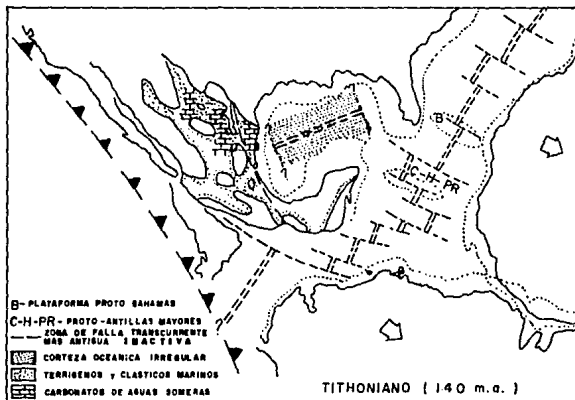 B
C-H-PR
B- PLATAFORMA PROTO BAHAMAS
C-H-PR- PROTO-ANTILLAS MAYORES
ZONA DE FALLA TRANSCURRENTE
MAS ANTIGUA INACTIVA
CORTEZA OCEANICA IRREGULAR
TERRIGENOS Y CLASTICOS MARINOS
CARBONATOS DE AGUAS SOMERAS
TITHONIANO (140 m.a.)